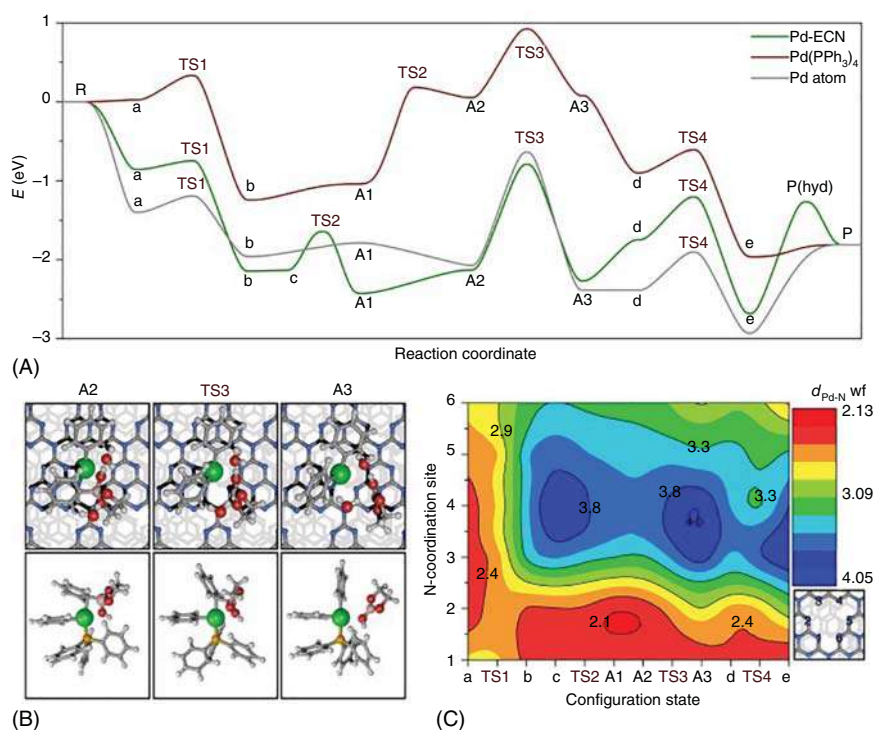 1
0
−1
−2
−3
E (eV)
R
a
TS1
b
A1
TS2
A2
TS3
A3
d
TS4
e
P(hyd)
P
a
TS1
a
TS1
b
b
c
TS2
A1
A1
A2
TS3
A3
d
d
TS4
TS4
e
Pd-ECN
Pd(PPh3)4
Pd atom
Reaction coordinate
(A)
A2
TS3
A3
(B)
6
5
4
3
2
1
N-coordination site
2.9
3.3
3.8
3.8
3.3
2.4
2.1
2.4
a TS1 b c TS2 A1 A2 TS3 A3 d TS4 e
Configuration state
dPd-N wf
2.13
3.09
4.05
(C)